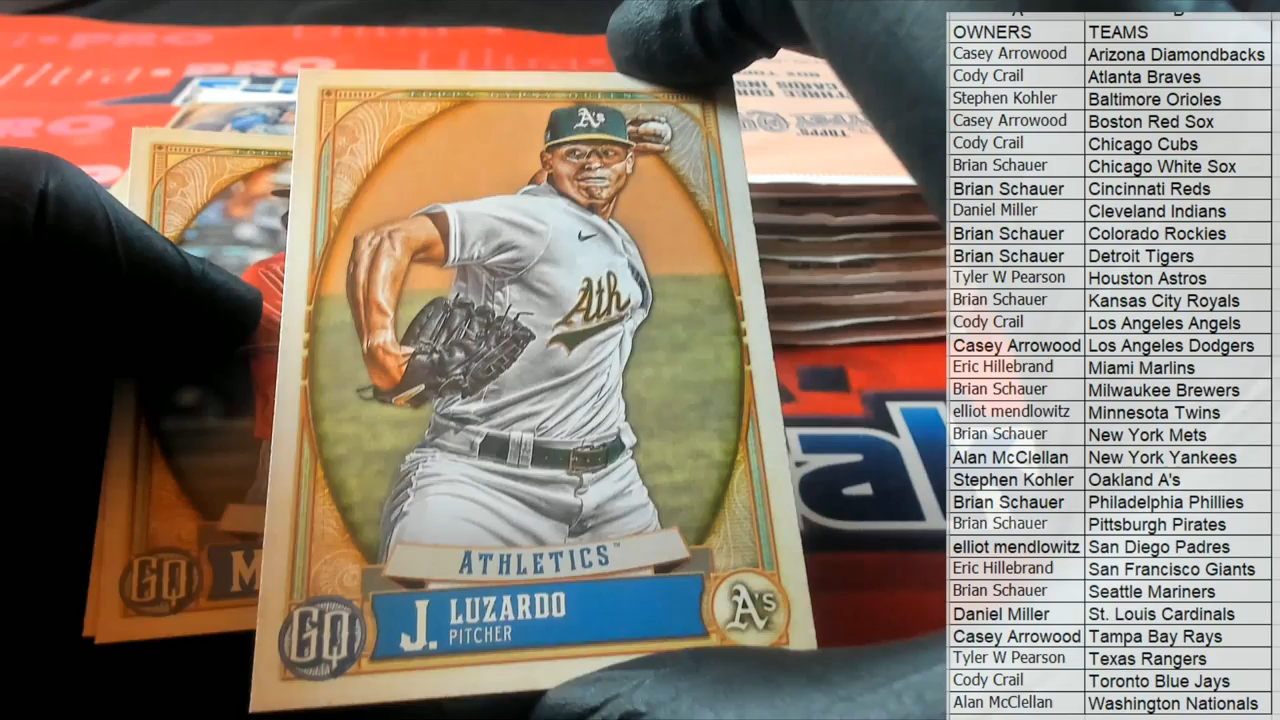 TOPPS GYPSY QUEEN
A's
Ath
ATHLETICS™
J. LUZARDO
PITCHER
GQ
A's
GQ
M
PRO
A B
OWNERS TEAMS
Casey Arrowood Arizona Diamondbacks
Cody Crail Atlanta Braves
Stephen Kohler Baltimore Orioles
Casey Arrowood Boston Red Sox
Cody Crail Chicago Cubs
Brian Schauer Chicago White Sox
Brian Schauer Cincinnati Reds
Daniel Miller Cleveland Indians
Brian Schauer Colorado Rockies
Brian Schauer Detroit Tigers
Tyler W Pearson Houston Astros
Brian Schauer Kansas City Royals
Cody Crail Los Angeles Angels
Casey Arrowood Los Angeles Dodgers
Eric Hillebrand Miami Marlins
Brian Schauer Milwaukee Brewers
elliot mendlowitz Minnesota Twins
Brian Schauer New York Mets
Alan McClellan New York Yankees
Stephen Kohler Oakland A's
Brian Schauer Philadelphia Phillies
Brian Schauer Pittsburgh Pirates
elliot mendlowitz San Diego Padres
Eric Hillebrand San Francisco Giants
Brian Schauer Seattle Mariners
Daniel Miller St. Louis Cardinals
Casey Arrowood Tampa Bay Rays
Tyler W Pearson Texas Rangers
Cody Crail Toronto Blue Jays
Alan McClellan Washington Nationals